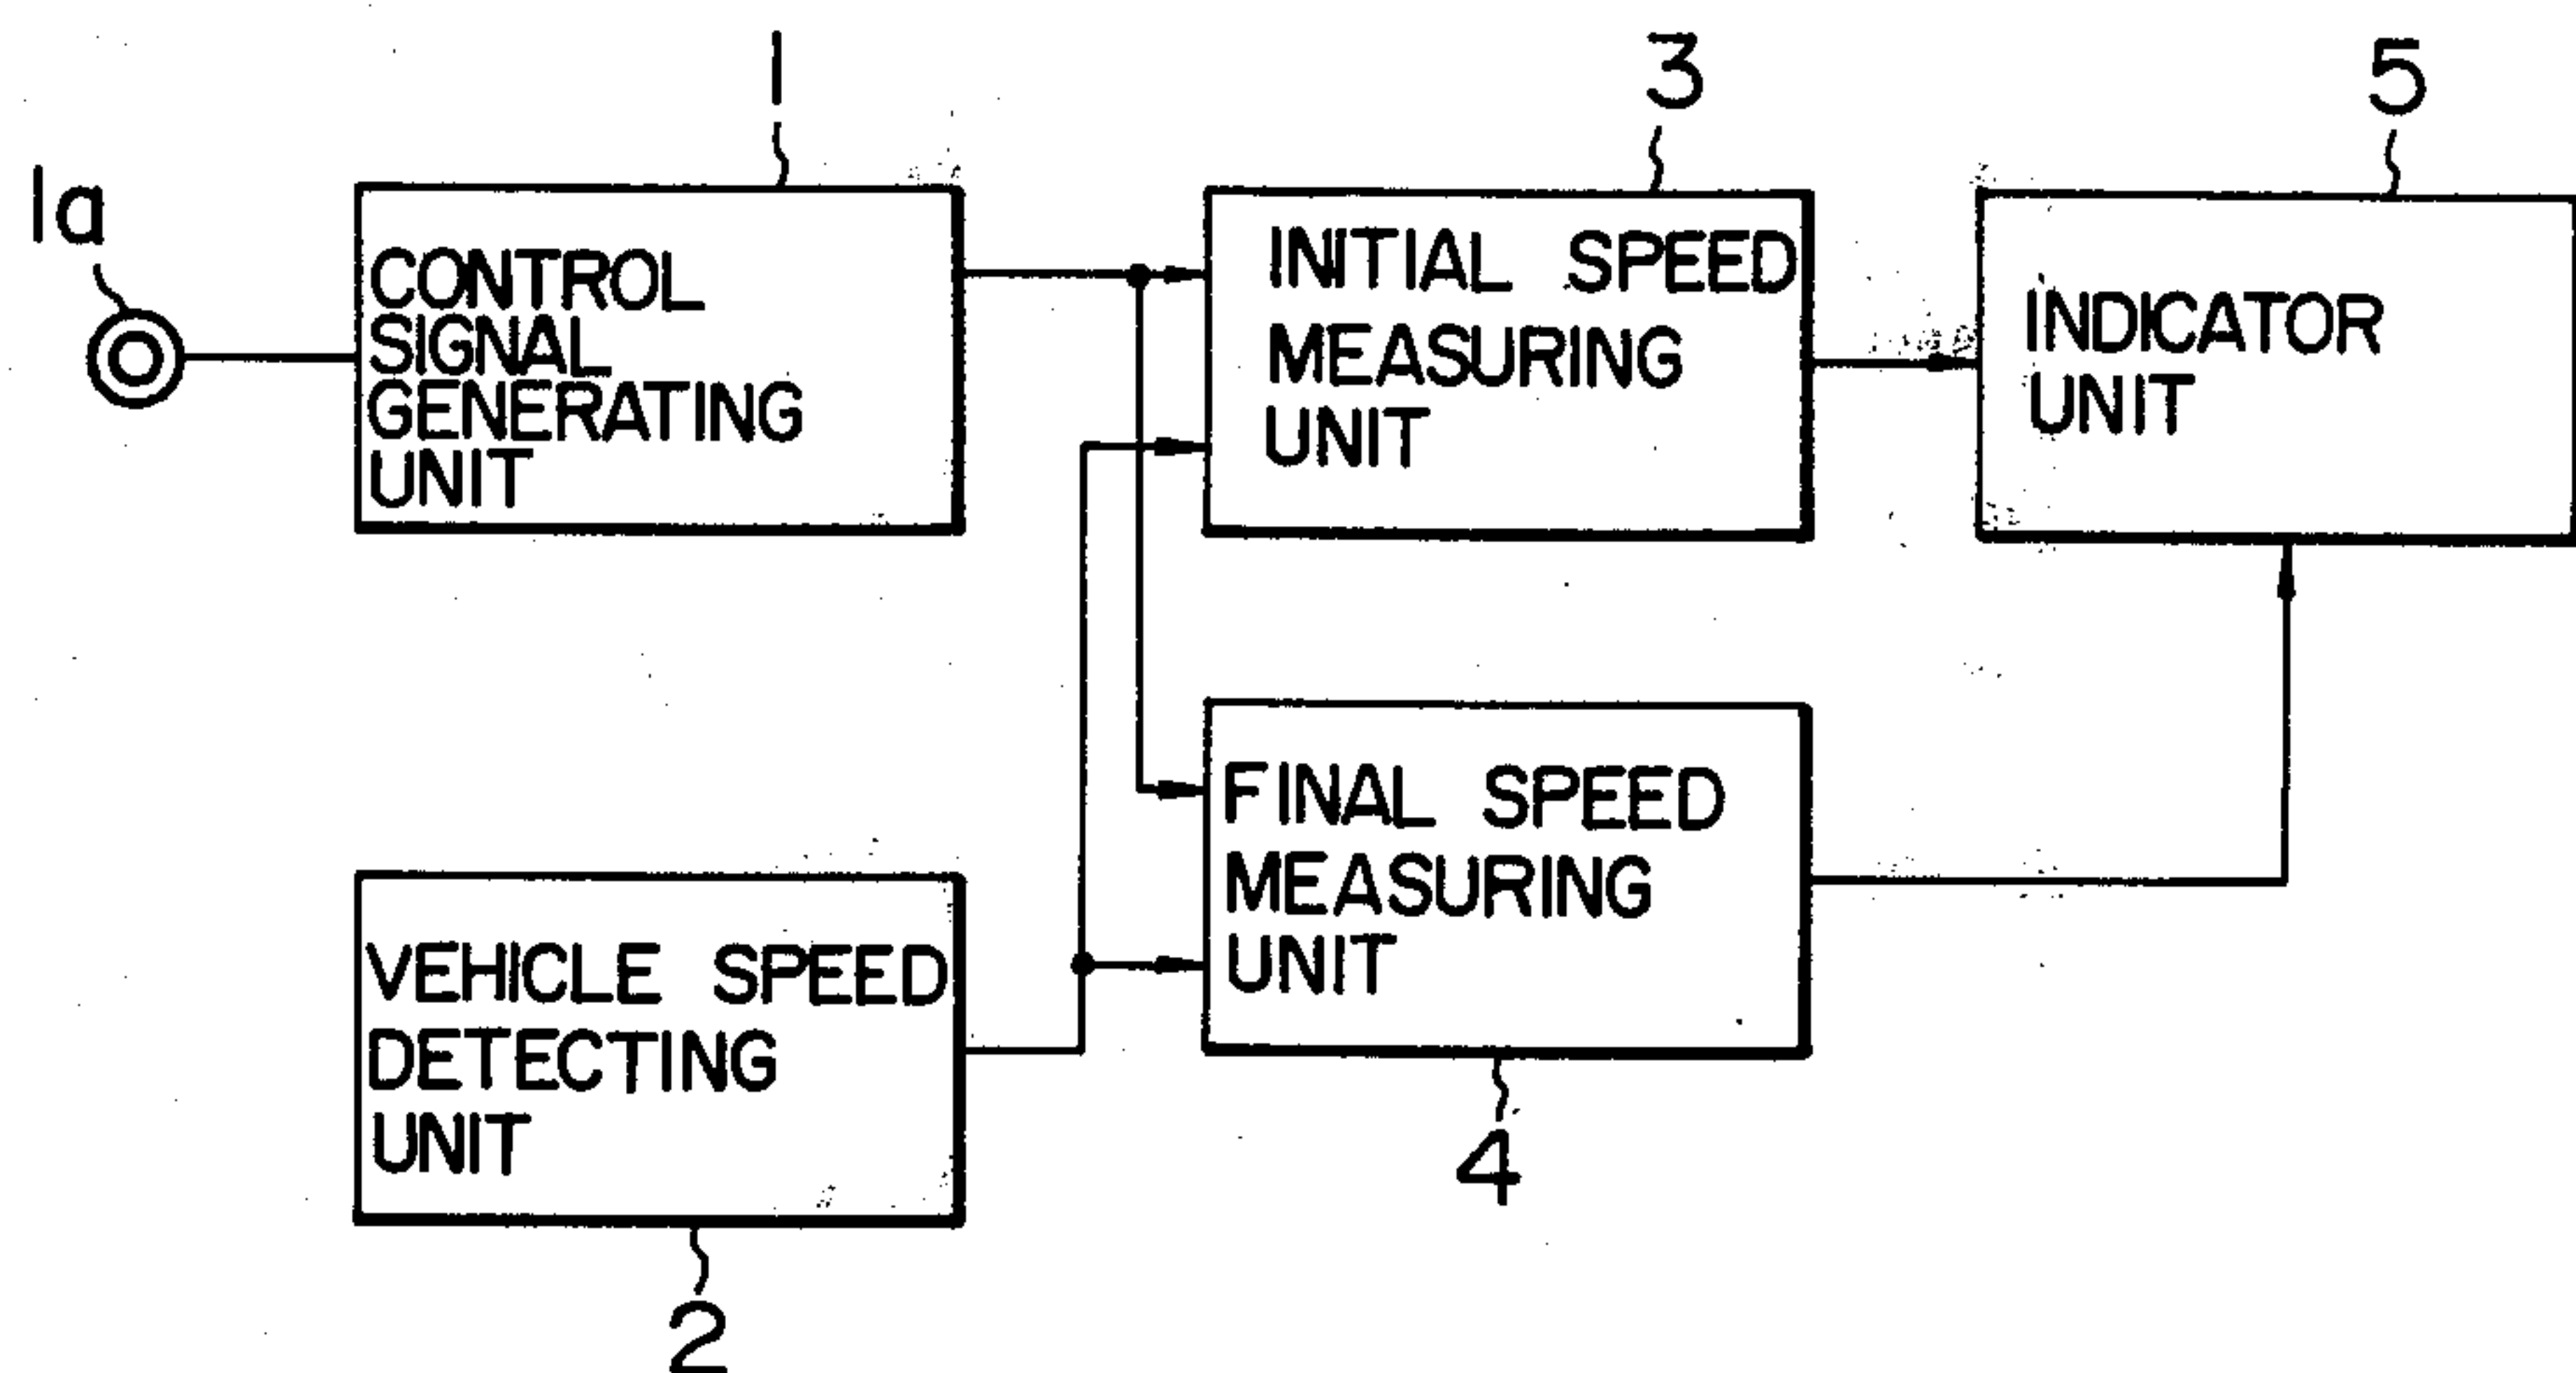 1
3
5
1a
CONTROL
SIGNAL
GENERATING
UNIT
INITIAL SPEED
MEASURING
UNIT
INDICATOR
UNIT
FINAL SPEED
MEASURING
UNIT
VEHICLE SPEED
DETECTING
UNIT
4
2